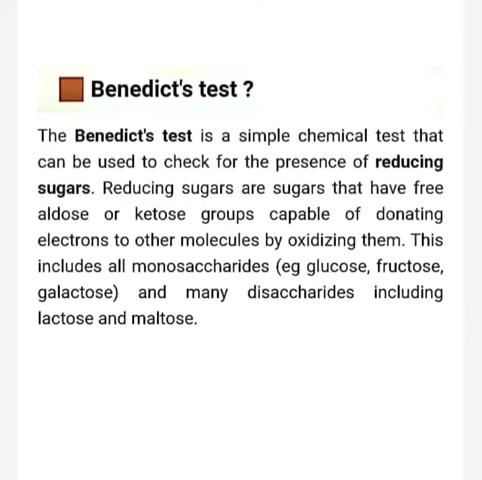 Benedict's test ?
The Benedict's test is a simple chemical test that
can be used to check for the presence of reducing
sugars. Reducing sugars are sugars that have free
aldose or ketose groups capable of donating
electrons to other molecules by oxidizing them. This
includes all monosaccharides (eg glucose, fructose,
galactose) and many disaccharides including
lactose and maltose.